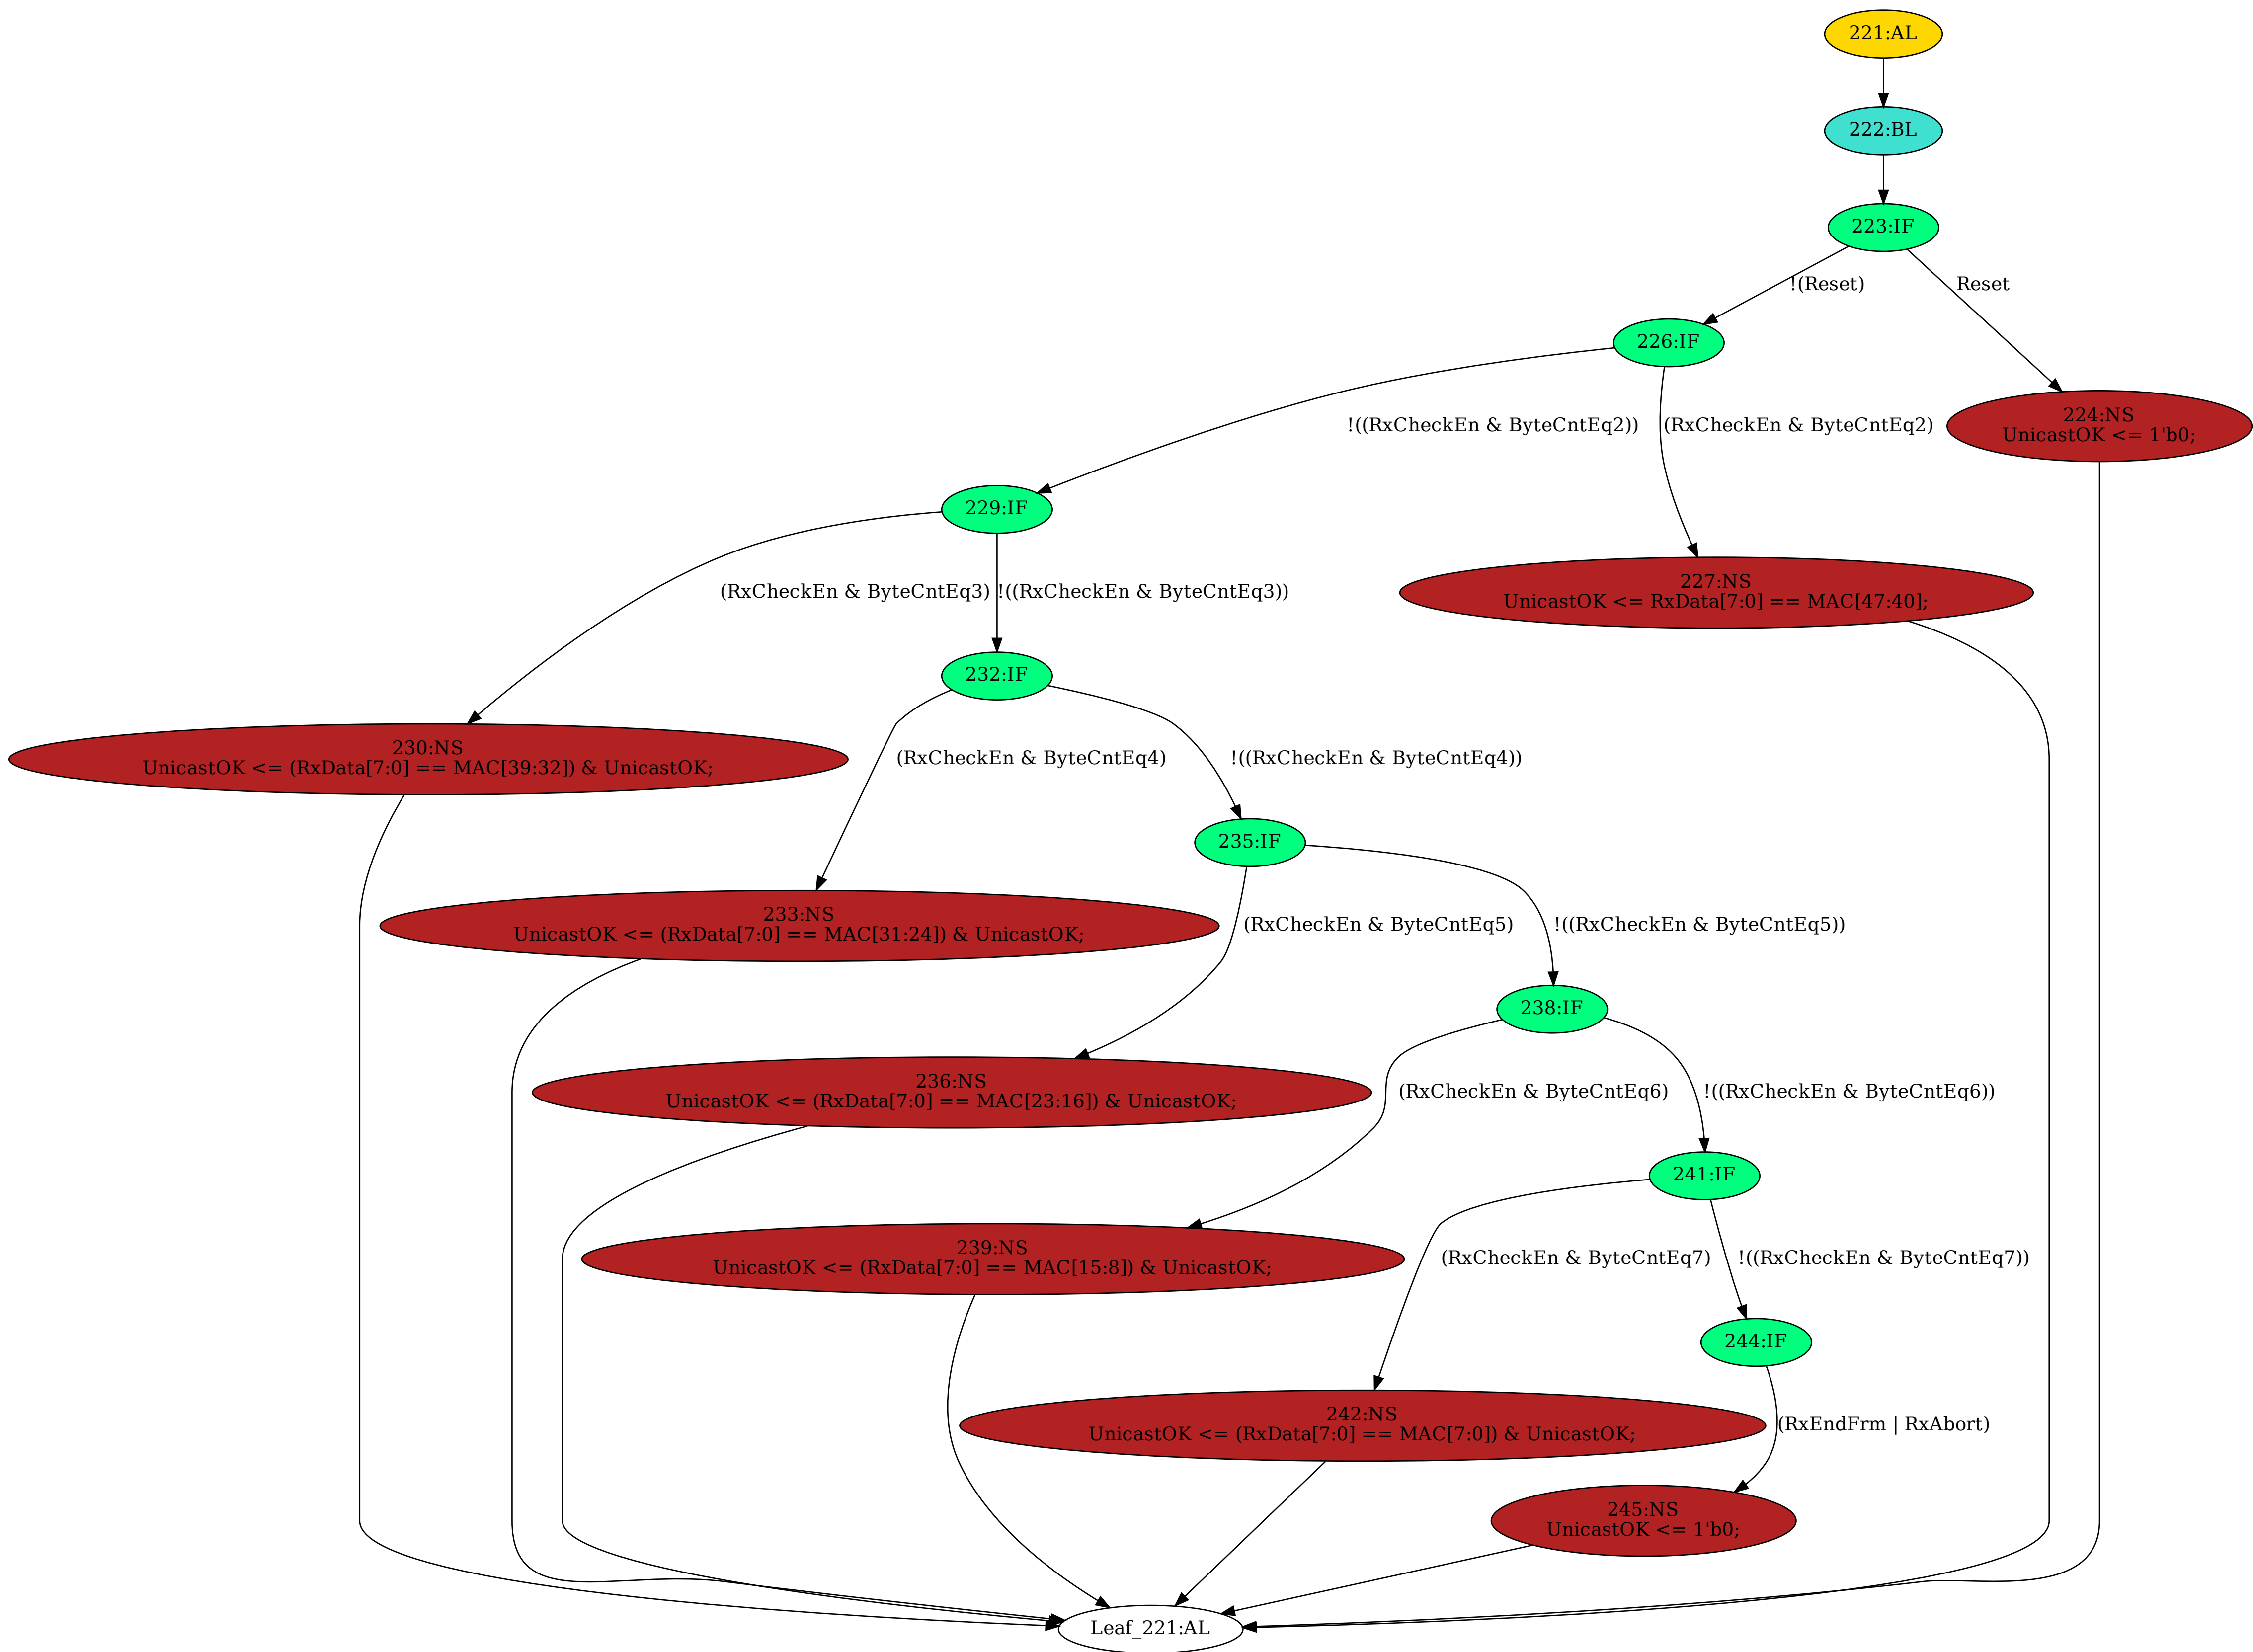 221:AL
222:BL
223:IF
!(Reset)
Reset
226:IF
224:NS
UnicastOK <= 1'b0;
!((RxCheckEn & ByteCntEq2))
(RxCheckEn & ByteCntEq2)
229:IF
227:NS
UnicastOK <= RxData[7:0] == MAC[47:40];
(RxCheckEn & ByteCntEq3)
!((RxCheckEn & ByteCntEq3))
232:IF
230:NS
UnicastOK <= (RxData[7:0] == MAC[39:32]) & UnicastOK;
(RxCheckEn & ByteCntEq4)
!((RxCheckEn & ByteCntEq4))
235:IF
233:NS
UnicastOK <= (RxData[7:0] == MAC[31:24]) & UnicastOK;
(RxCheckEn & ByteCntEq5)
!((RxCheckEn & ByteCntEq5))
238:IF
236:NS
UnicastOK <= (RxData[7:0] == MAC[23:16]) & UnicastOK;
(RxCheckEn & ByteCntEq6)
!((RxCheckEn & ByteCntEq6))
241:IF
239:NS
UnicastOK <= (RxData[7:0] == MAC[15:8]) & UnicastOK;
(RxCheckEn & ByteCntEq7)
!((RxCheckEn & ByteCntEq7))
244:IF
242:NS
UnicastOK <= (RxData[7:0] == MAC[7:0]) & UnicastOK;
(RxEndFrm | RxAbort)
245:NS
UnicastOK <= 1'b0;
Leaf_221:AL